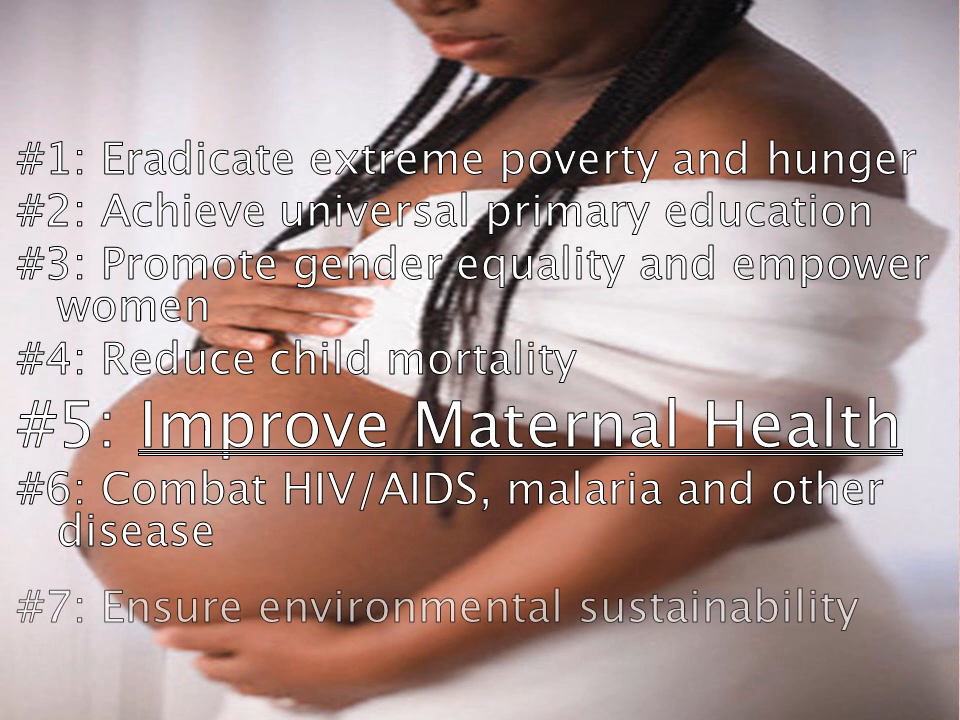 #1: Eradicate extreme poverty and hunger
#2: Achieve universal primary education
#3: Promote gender equality and empower
women
#4: Reduce child mortality
#5: Improve Maternal Health
#6: Combat HIV/AIDS, malaria and other
disease
#7: Ensure environmental sustainability